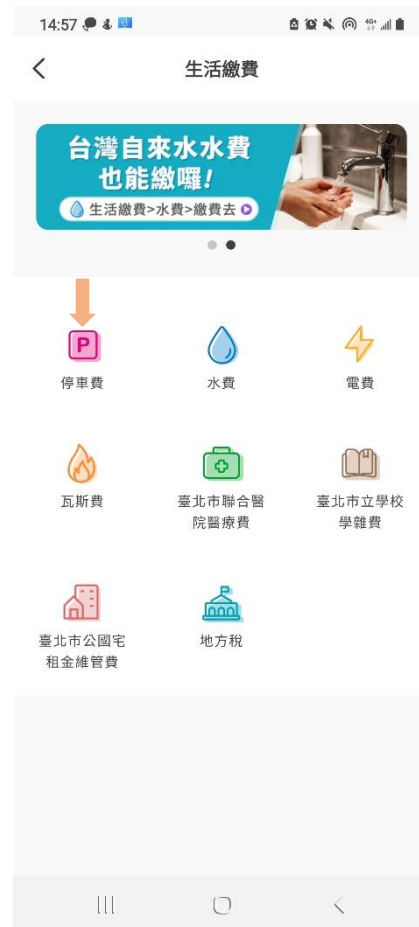 14:57
4G+
生活繳費
台灣自來水水費
也能繳囉!
生活繳費>水費>繳費去
P
停車費
水費
電費
瓦斯費
臺北市聯合醫
院醫療費
臺北市立學校
學雜費
臺北市公國宅
租金維管費
地方稅